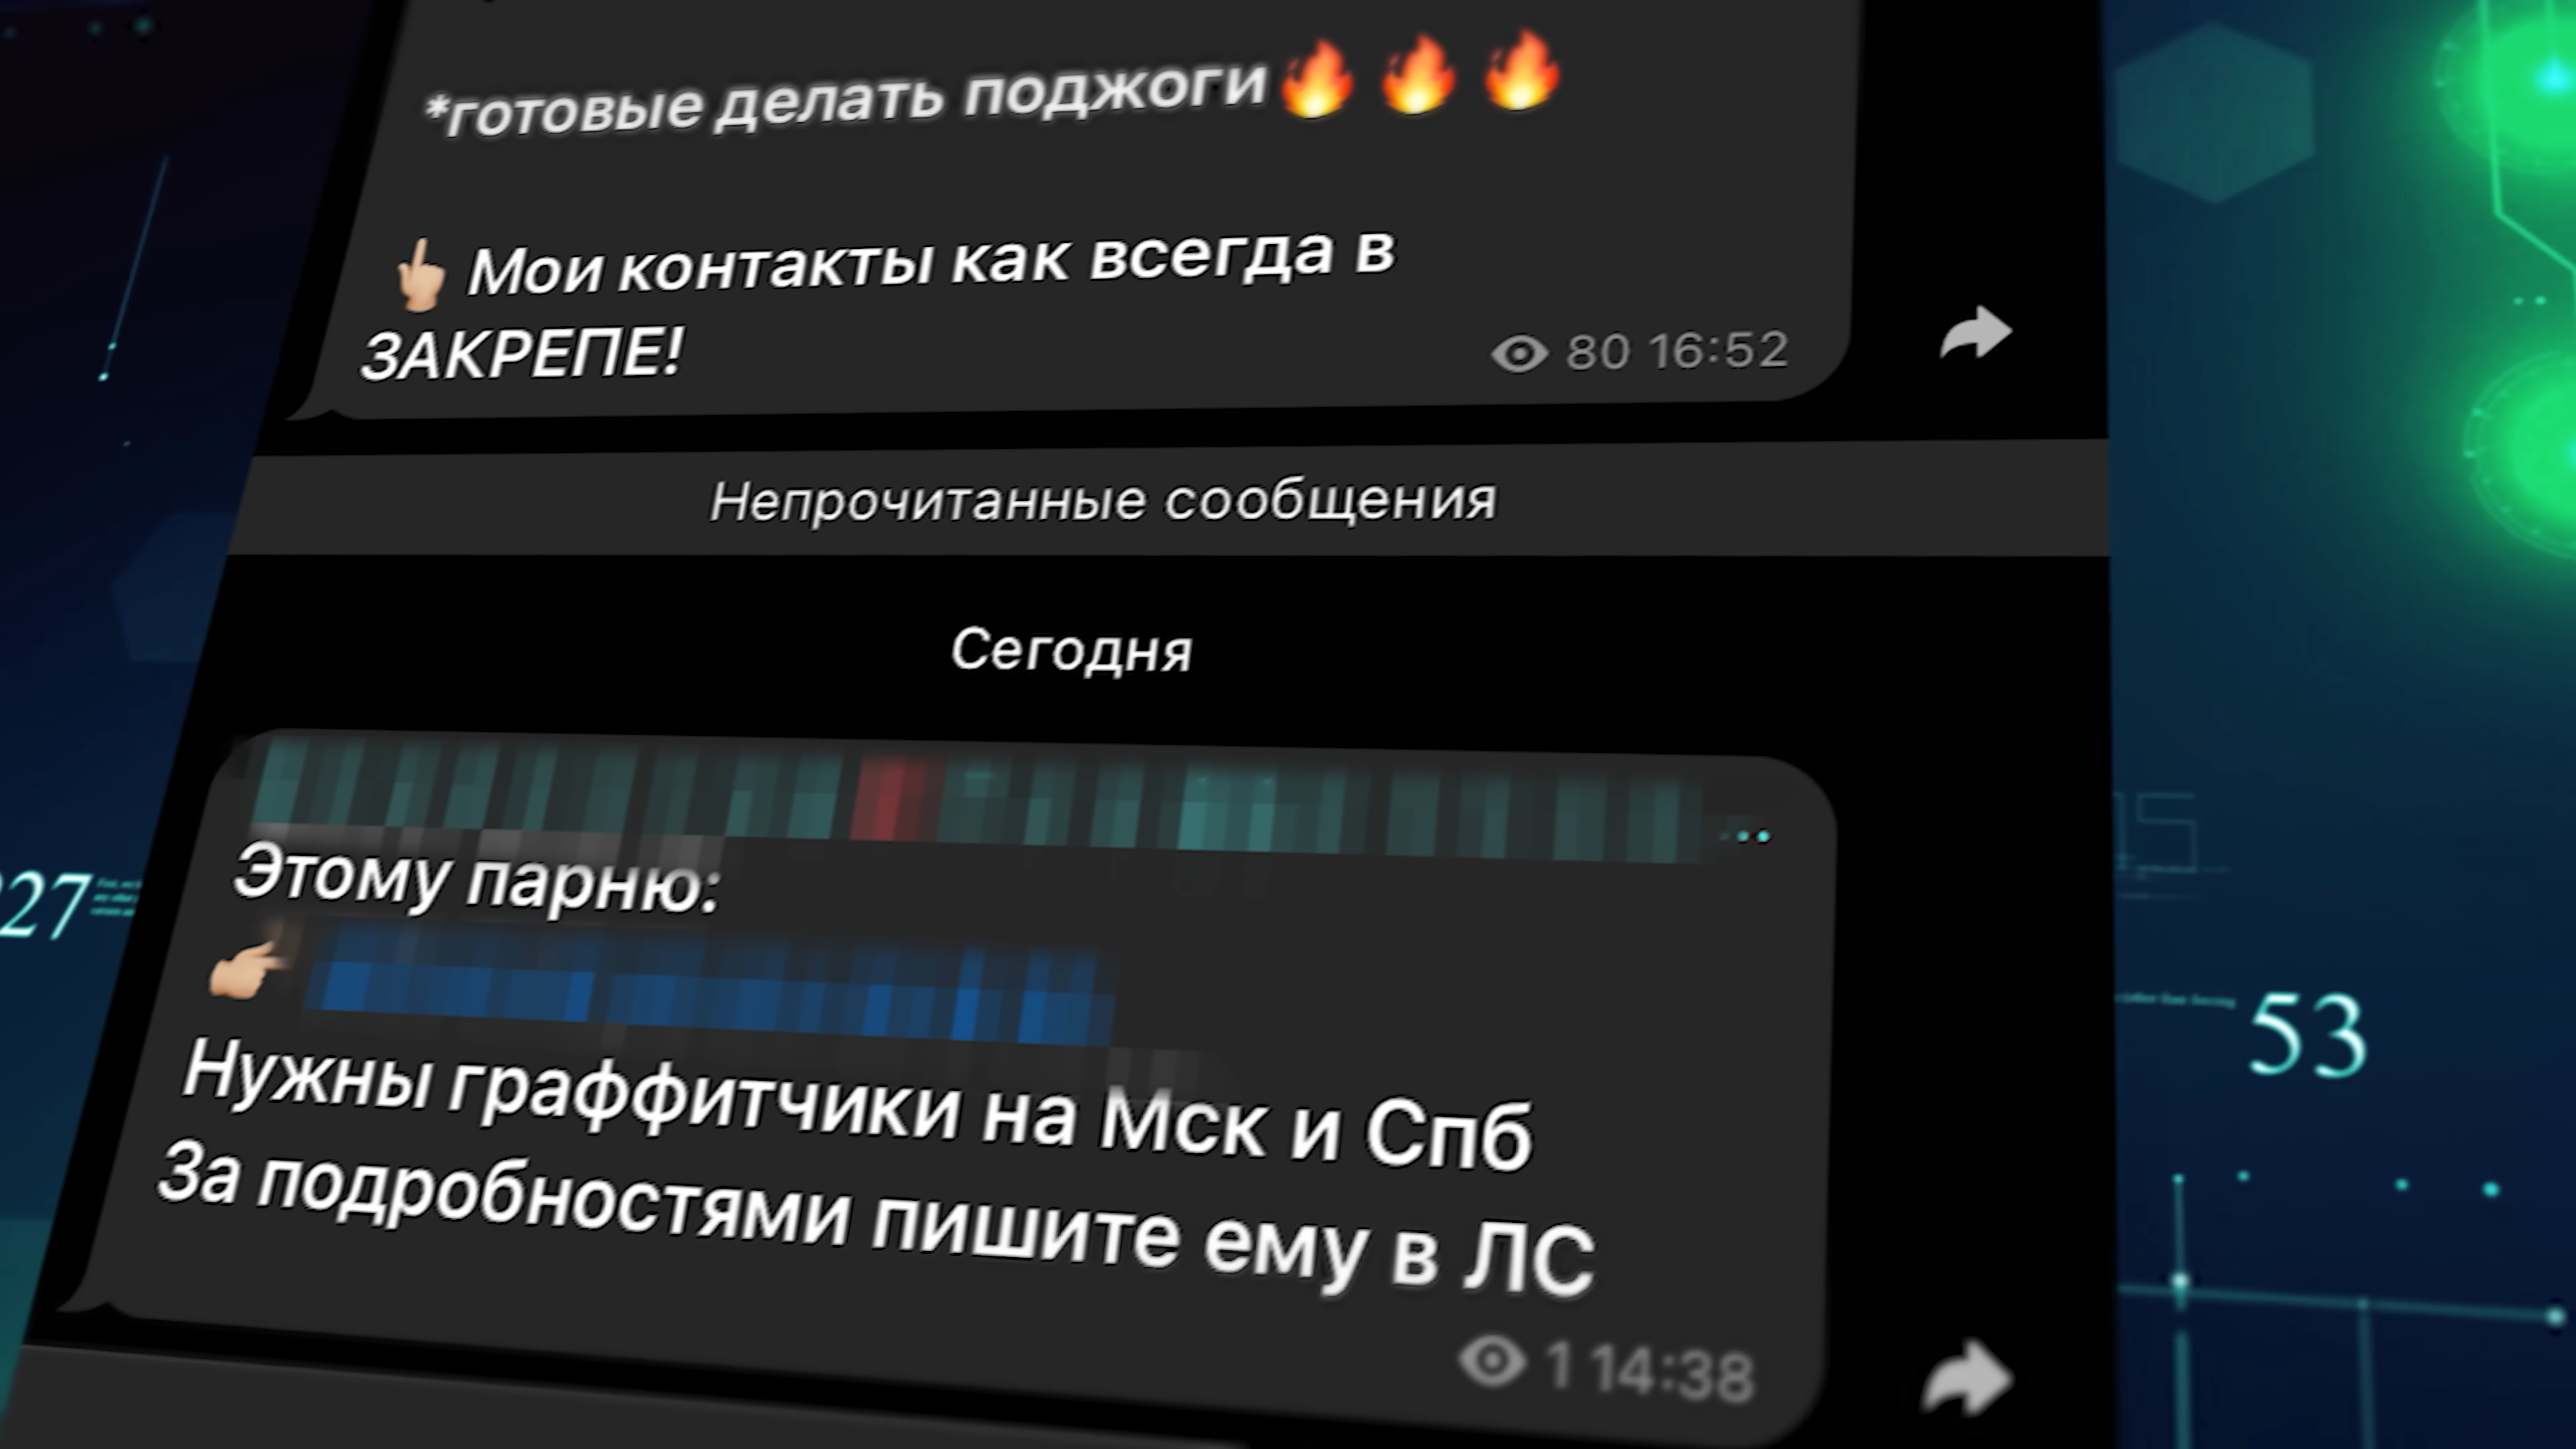 *готовые делать поджоги🔥🔥🔥
👆🏼 Мои контакты как всегда в
ЗАКРЕПЕ!
80 16:52
Непрочитанные сообщения
Сегодня
Этому парню:
👉🏼
Нужны граффитчики на Мск и Спб
За подробностями пишите ему в ЛС
1 14:38
27
53